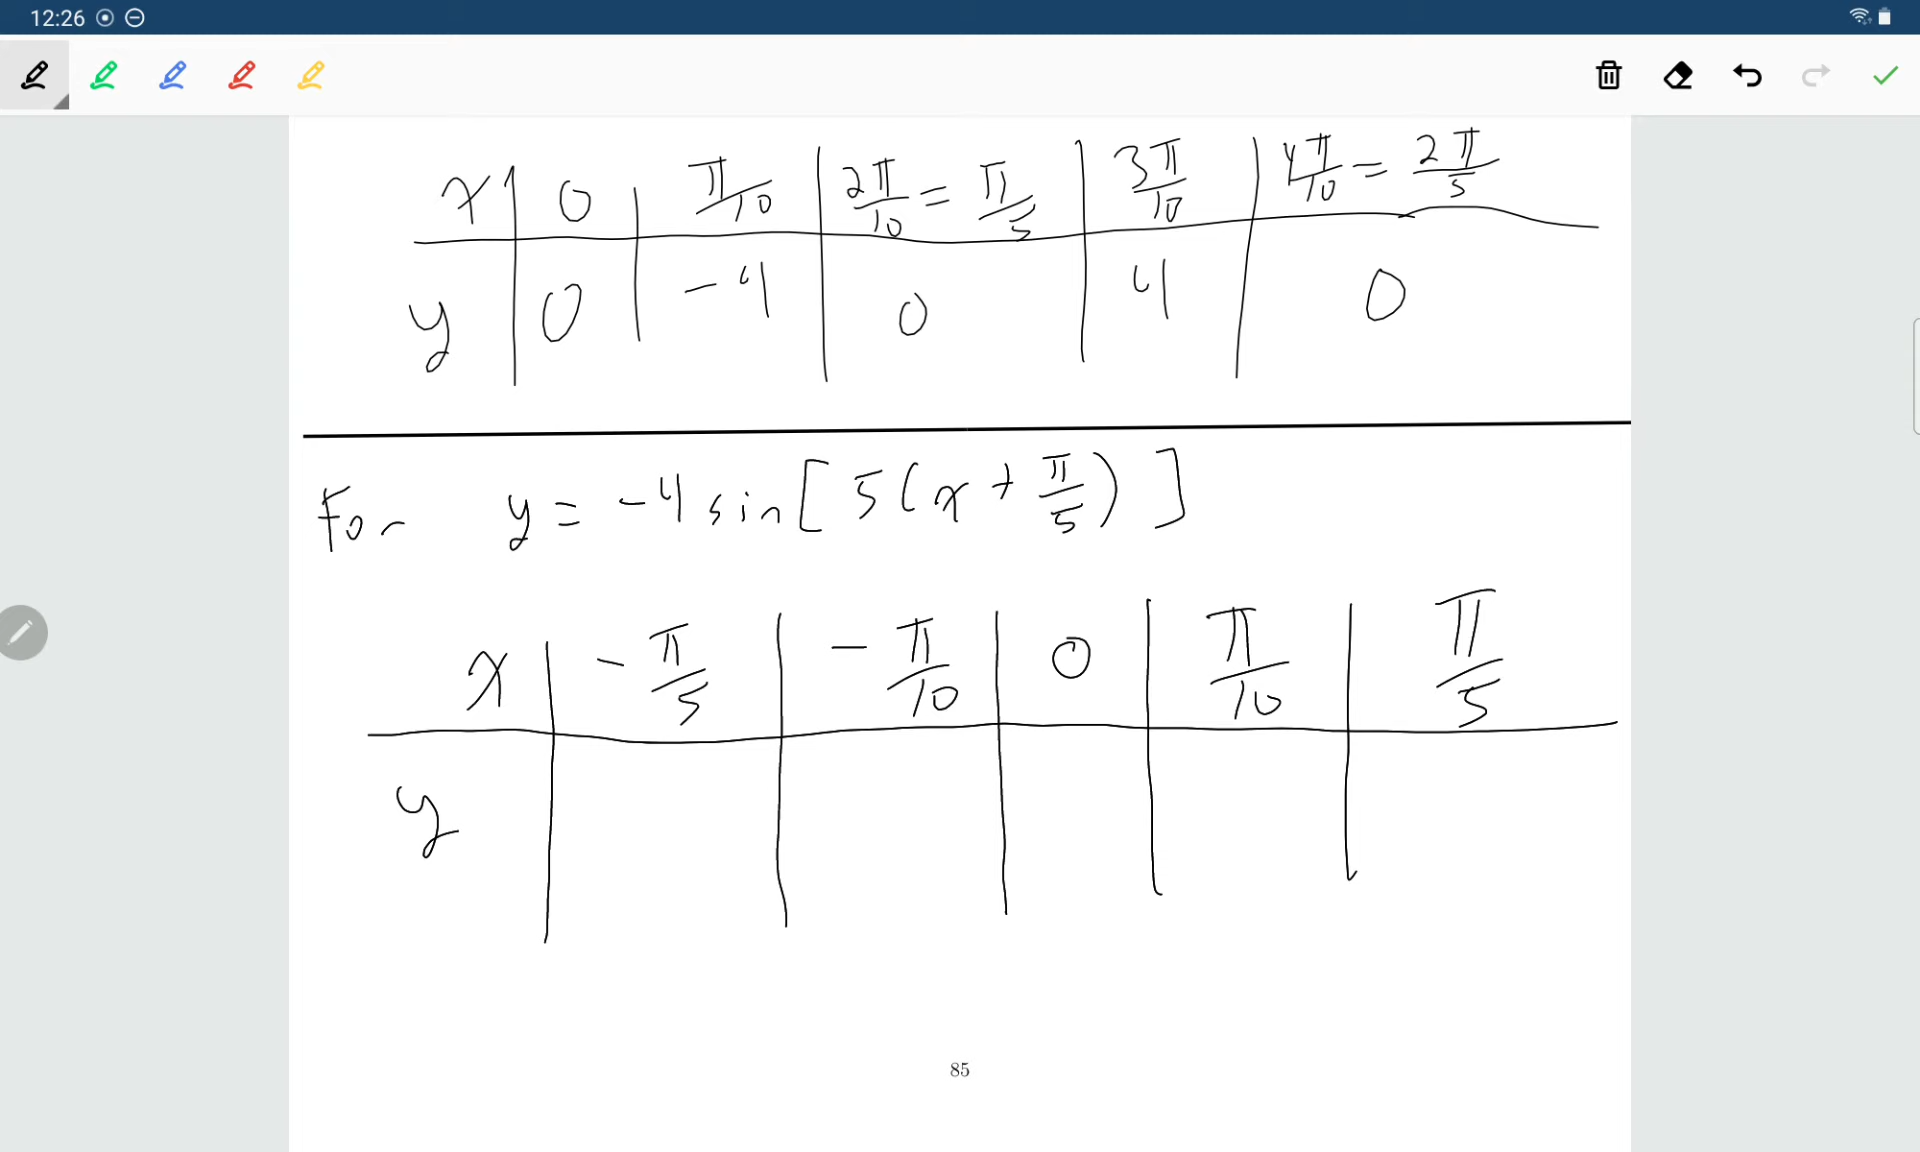 12:26
x | 0 | π/10 | 2π/10 = π/5 | 3π/10 | 4π/10 = 2π/5
y | 0 | -4 | 0 | 4 | 0
For y = -4 sin[ 5(x + π/5) ]
x | -π/5 | -π/10 | 0 | π/10 | π/5
y
85